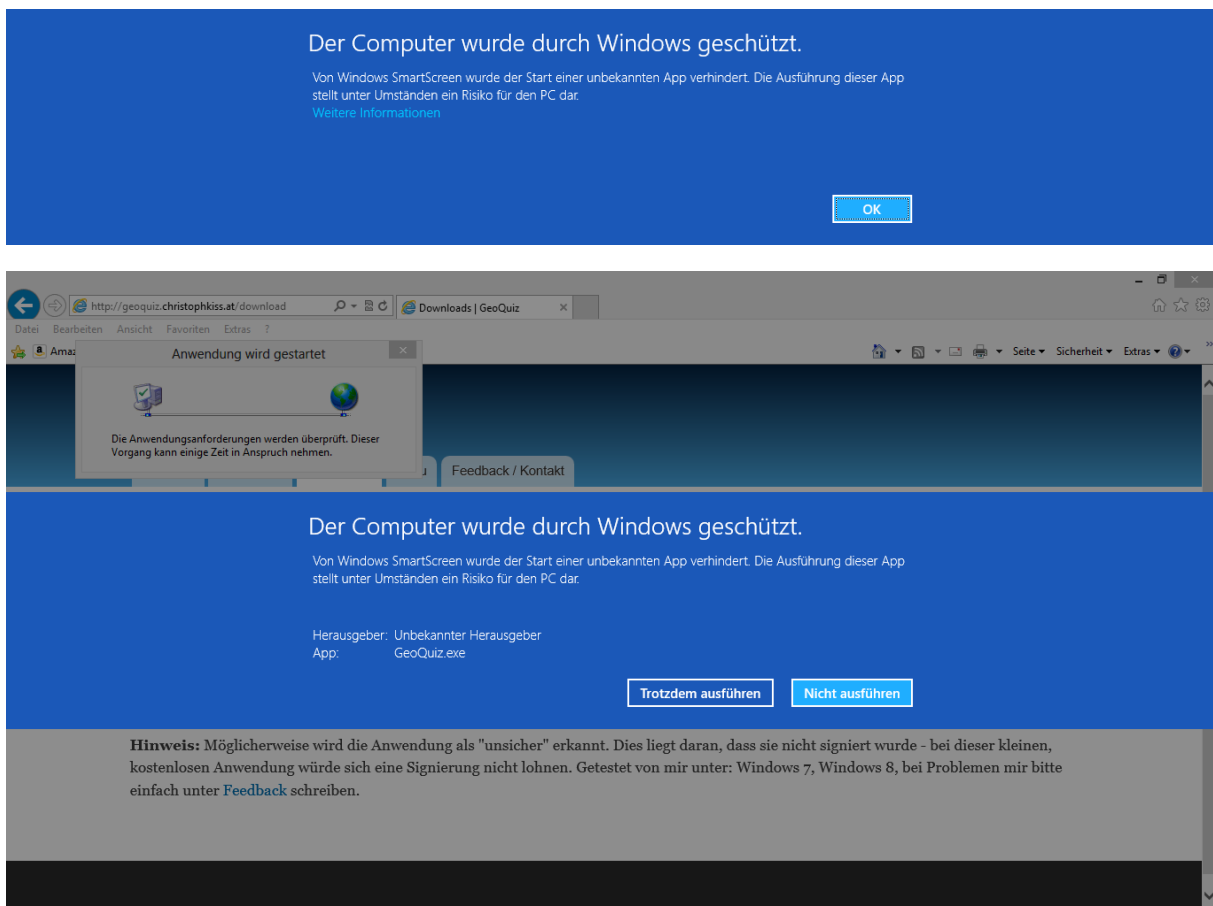 Der Computer wurde durch Windows geschützt.
Von Windows SmartScreen wurde der Start einer unbekannten App verhindert. Die Ausführung dieser App
stellt unter Umständen ein Risiko für den PC dar.
Weitere Informationen
OK
http://geoquiz.christophkiss.at/download
Downloads | GeoQuiz
Datei Bearbeiten Ansicht Favoriten Extras ?
Seite Sicherheit Extras
Anwendung wird gestartet
Die Anwendungsanforderungen werden überprüft. Dieser
Vorgang kann einige Zeit in Anspruch nehmen.
Feedback / Kontakt
Der Computer wurde durch Windows geschützt.
Von Windows SmartScreen wurde der Start einer unbekannten App verhindert. Die Ausführung dieser App
stellt unter Umständen ein Risiko für den PC dar.
Herausgeber: Unbekannter Herausgeber
App: GeoQuiz.exe
Trotzdem ausführen Nicht ausführen
Hinweis: Möglicherweise wird die Anwendung als "unsicher" erkannt. Dies liegt daran, dass sie nicht signiert wurde - bei dieser kleinen,
kostenlosen Anwendung würde sich eine Signierung nicht lohnen. Getestet von mir unter: Windows 7, Windows 8, bei Problemen mir bitte
einfach unter Feedback schreiben.